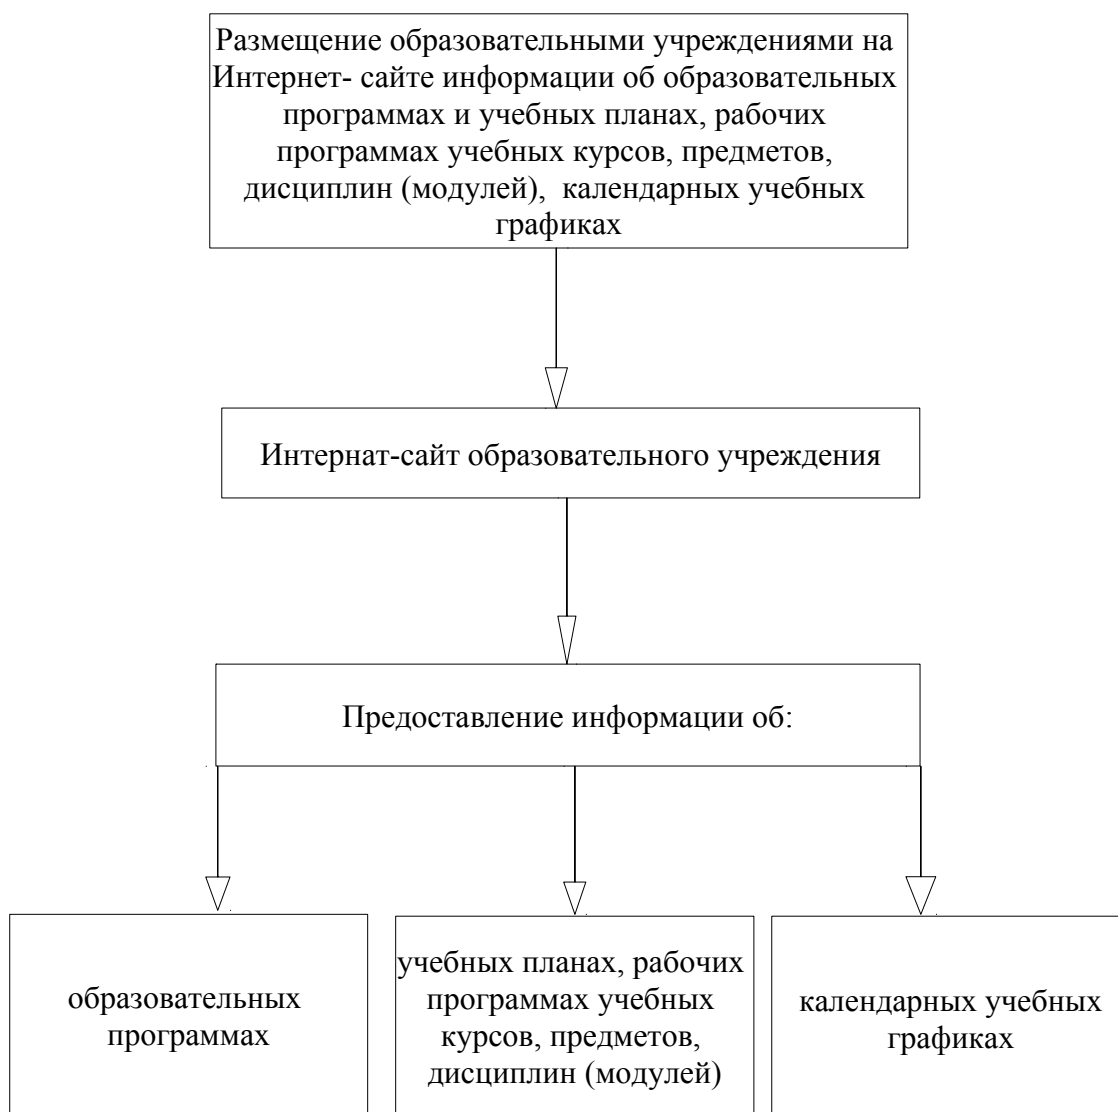 Размещение образовательными учреждениями на
Интернет- сайте информации об образовательных
программах и учебных планах, рабочих
программах учебных курсов, предметов,
дисциплин (модулей), календарных учебных
графиках
Интернат-сайт образовательного учреждения
Предоставление информации об:
образовательных
программах
учебных планах, рабочих
программах учебных
курсов, предметов,
дисциплин (модулей)
календарных учебных
графиках